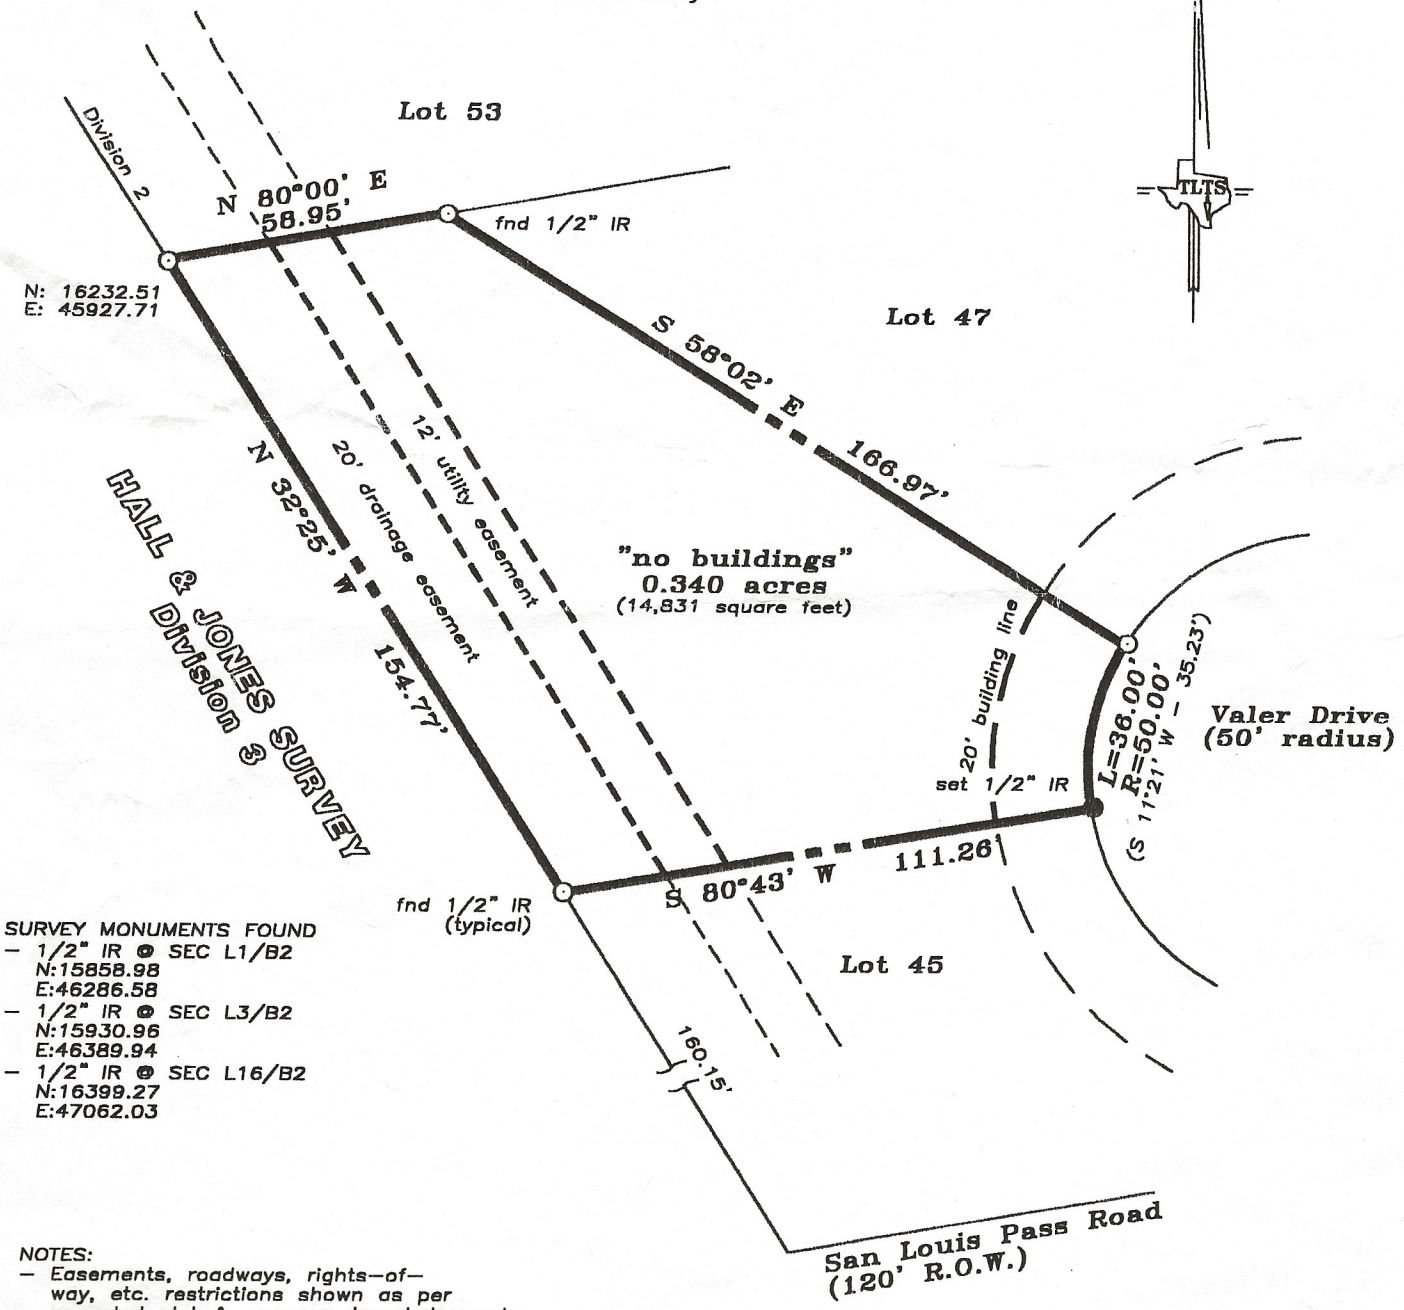 Lot 53
Division 2
N 80°00' E
58.95'
TLTS
fnd 1/2" IR
N: 16232.51
E: 45927.71
Lot 47
S 58°02' E
166.97'
N 32°25' W
154.77'
20' drainage easement
12' utility easement
"no buildings"
0.340 acres
(14,831 square feet)
HALL & JONES SURVEY
Division 3
20' building line
L=36.00'
R=50.00'
(S 11°21' W - 35.23')
Valer Drive
(50' radius)
set 1/2" IR
S 80°43' W
111.26'
fnd 1/2" IR
(typical)
Lot 45
SURVEY MONUMENTS FOUND
- 1/2" IR @ SEC L1/B2
N:15858.98
E:46286.58
- 1/2" IR @ SEC L3/B2
N:15930.96
E:46389.94
- 1/2" IR @ SEC L16/B2
N:16399.27
E:47062.03
160.15'
San Louis Pass Road
(120' R.O.W.)
NOTES:
- Easements, roadways, rights-of-
way, etc. restrictions shown as per